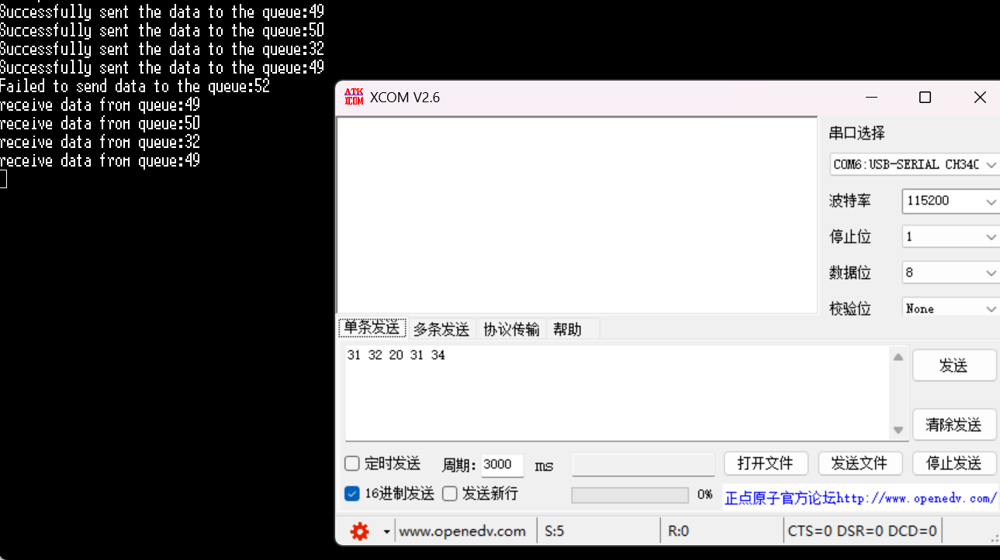 Successfully sent the data to the queue:49
Successfully sent the data to the queue:50
Successfully sent the data to the queue:32
Successfully sent the data to the queue:49
Failed to send data to the queue:52
receive data from queue:49
receive data from queue:50
receive data from queue:32
receive data from queue:49
ATK XCOM
XCOM V2.6
串口选择
COM6:USB-SERIAL CH340
波特率 115200
停止位 1
数据位 8
校验位 None
单条发送 多条发送 协议传输 帮助
31 32 20 31 34
发送
清除发送
定时发送 周期: 3000 ms 打开文件 发送文件 停止发送
16进制发送 发送新行 0% 正点原子官方论坛http://www.openedv.com/
www.openedv.com S:5 R:0 CTS=0 DSR=0 DCD=0